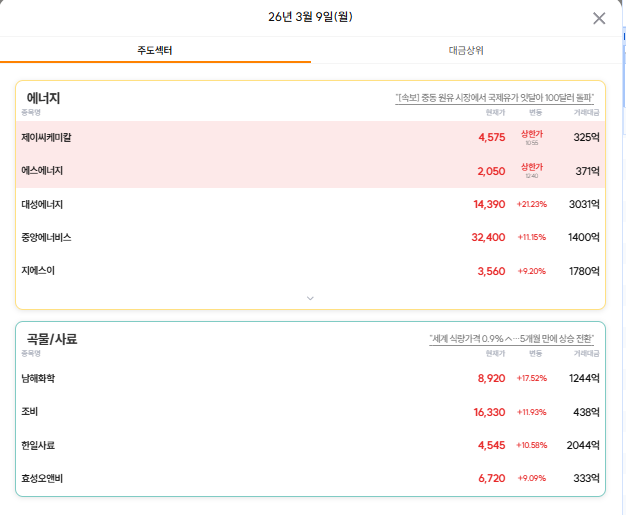 26년 3월 9일(월)
주도섹터 대금상위
에너지 "[속보] 중동 원유 시장에서 국제유가 잇달아 100달러 돌파"
종목명 현재가 변동 거래대금
제이씨케미칼 4,575 상한가 10:55 325억
에스에너지 2,050 상한가 12:40 371억
대성에너지 14,390 +21.23% 3031억
중앙에너비스 32,400 +11.15% 1400억
지에스이 3,560 +9.20% 1780억
곡물/사료 "세계 식량가격 0.9%↑…5개월 만에 상승 전환"
종목명 현재가 변동 거래대금
남해화학 8,920 +17.52% 1244억
조비 16,330 +11.93% 438억
한일사료 4,545 +10.58% 2044억
효성오앤비 6,720 +9.09% 333억